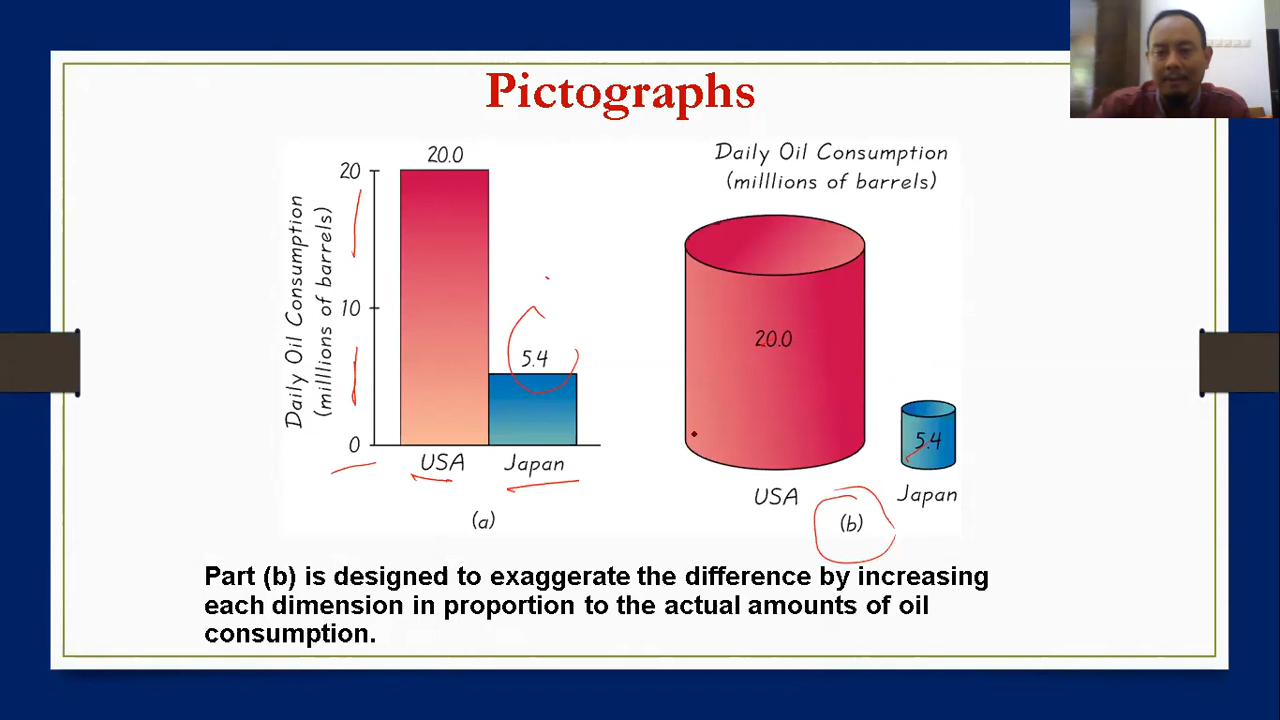 Pictographs
20.0
20
10
0
Daily Oil Consumption
(milllions of barrels)
5.4
USA
Japan
(a)
Daily Oil Consumption
(milllions of barrels)
20.0
5.4
USA
Japan
(b)
Part (b) is designed to exaggerate the difference by increasing
each dimension in proportion to the actual amounts of oil
consumption.